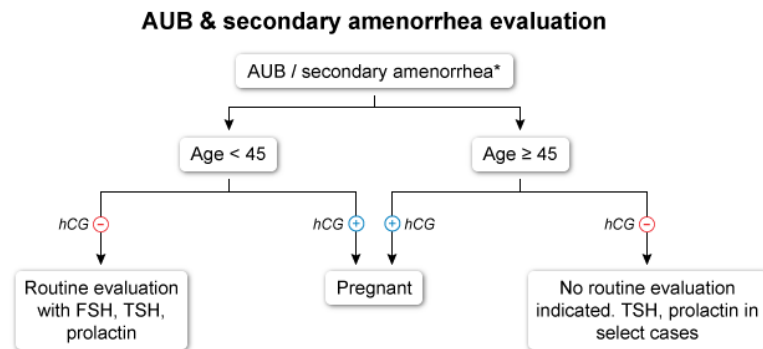 AUB & secondary amenorrhea evaluation
AUB / secondary amenorrhea*
Age < 45
Age ≥ 45
hCG −
hCG +
+ hCG
hCG −
Routine evaluation
with FSH, TSH,
prolactin
Pregnant
No routine evaluation
indicated. TSH, prolactin in
select cases